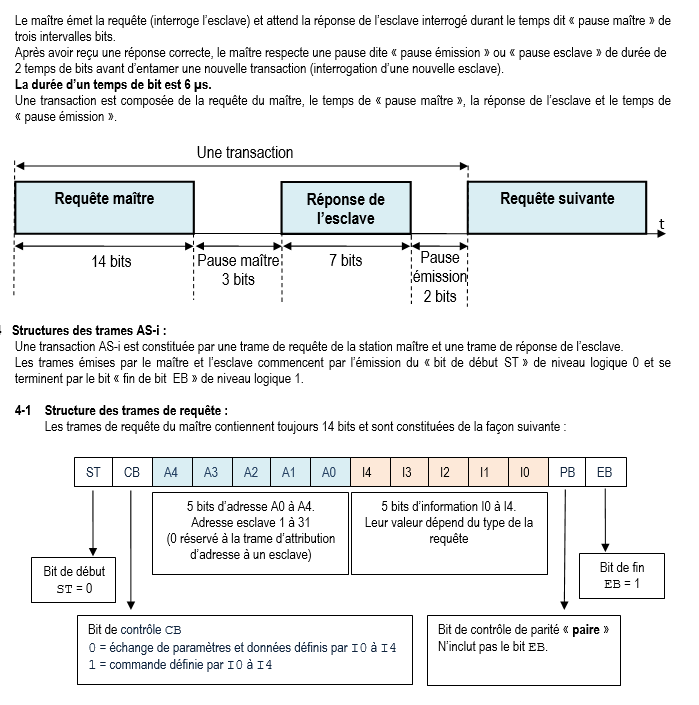 Le maître émet la requête (interroge l'esclave) et attend la réponse de l'esclave interrogé durant le temps dit « pause maître » de
trois intervalles bits.
Après avoir reçu une réponse correcte, le maître respecte une pause dite « pause émission » ou « pause esclave » de durée de
2 temps de bits avant d'entamer une nouvelle transaction (interrogation d'une nouvelle esclave).
La durée d'un temps de bit est 6 µs.
Une transaction est composée de la requête du maître, le temps de « pause maître », la réponse de l'esclave et le temps de
« pause émission ».
Une transaction
Requête maître
Réponse de
l'esclave
Requête suivante
t
14 bits
Pause maître
3 bits
7 bits
Pause
émission
2 bits
Structures des trames AS-i :
Une transaction AS-i est constituée par une trame de requête de la station maître et une trame de réponse de l'esclave.
Les trames émises par le maître et l'esclave commencent par l'émission du « bit de début ST » de niveau logique 0 et se
terminent par le bit « fin de bit EB » de niveau logique 1.
4-1 Structure des trames de requête :
Les trames de requête du maître contiennent toujours 14 bits et sont constituées de la façon suivante :
ST CB A4 A3 A2 A1 A0 I4 I3 I2 I1 I0 PB EB
5 bits d'adresse A0 à A4.
Adresse esclave 1 à 31
(0 réservé à la trame d'attribution
d'adresse à un esclave)
5 bits d'information I0 à I4.
Leur valeur dépend du type de la
requête
Bit de début
ST = 0
Bit de fin
EB = 1
Bit de contrôle CB
0 = échange de paramètres et données définis par I0 à I4
1 = commande définie par I0 à I4
Bit de contrôle de parité « paire »
N'inclut pas le bit EB.